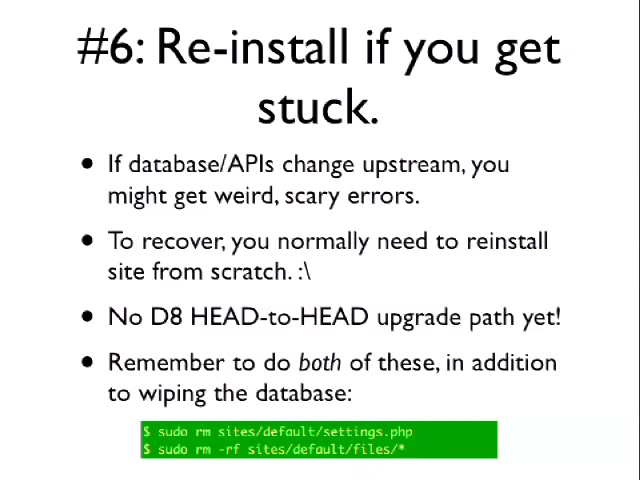 #6: Re-install if you get
stuck.
• If database/APIs change upstream, you
might get weird, scary errors.
• To recover, you normally need to reinstall
site from scratch. :\
• No D8 HEAD-to-HEAD upgrade path yet!
• Remember to do both of these, in addition
to wiping the database:
$ sudo rm sites/default/settings.php
$ sudo rm -rf sites/default/files/*